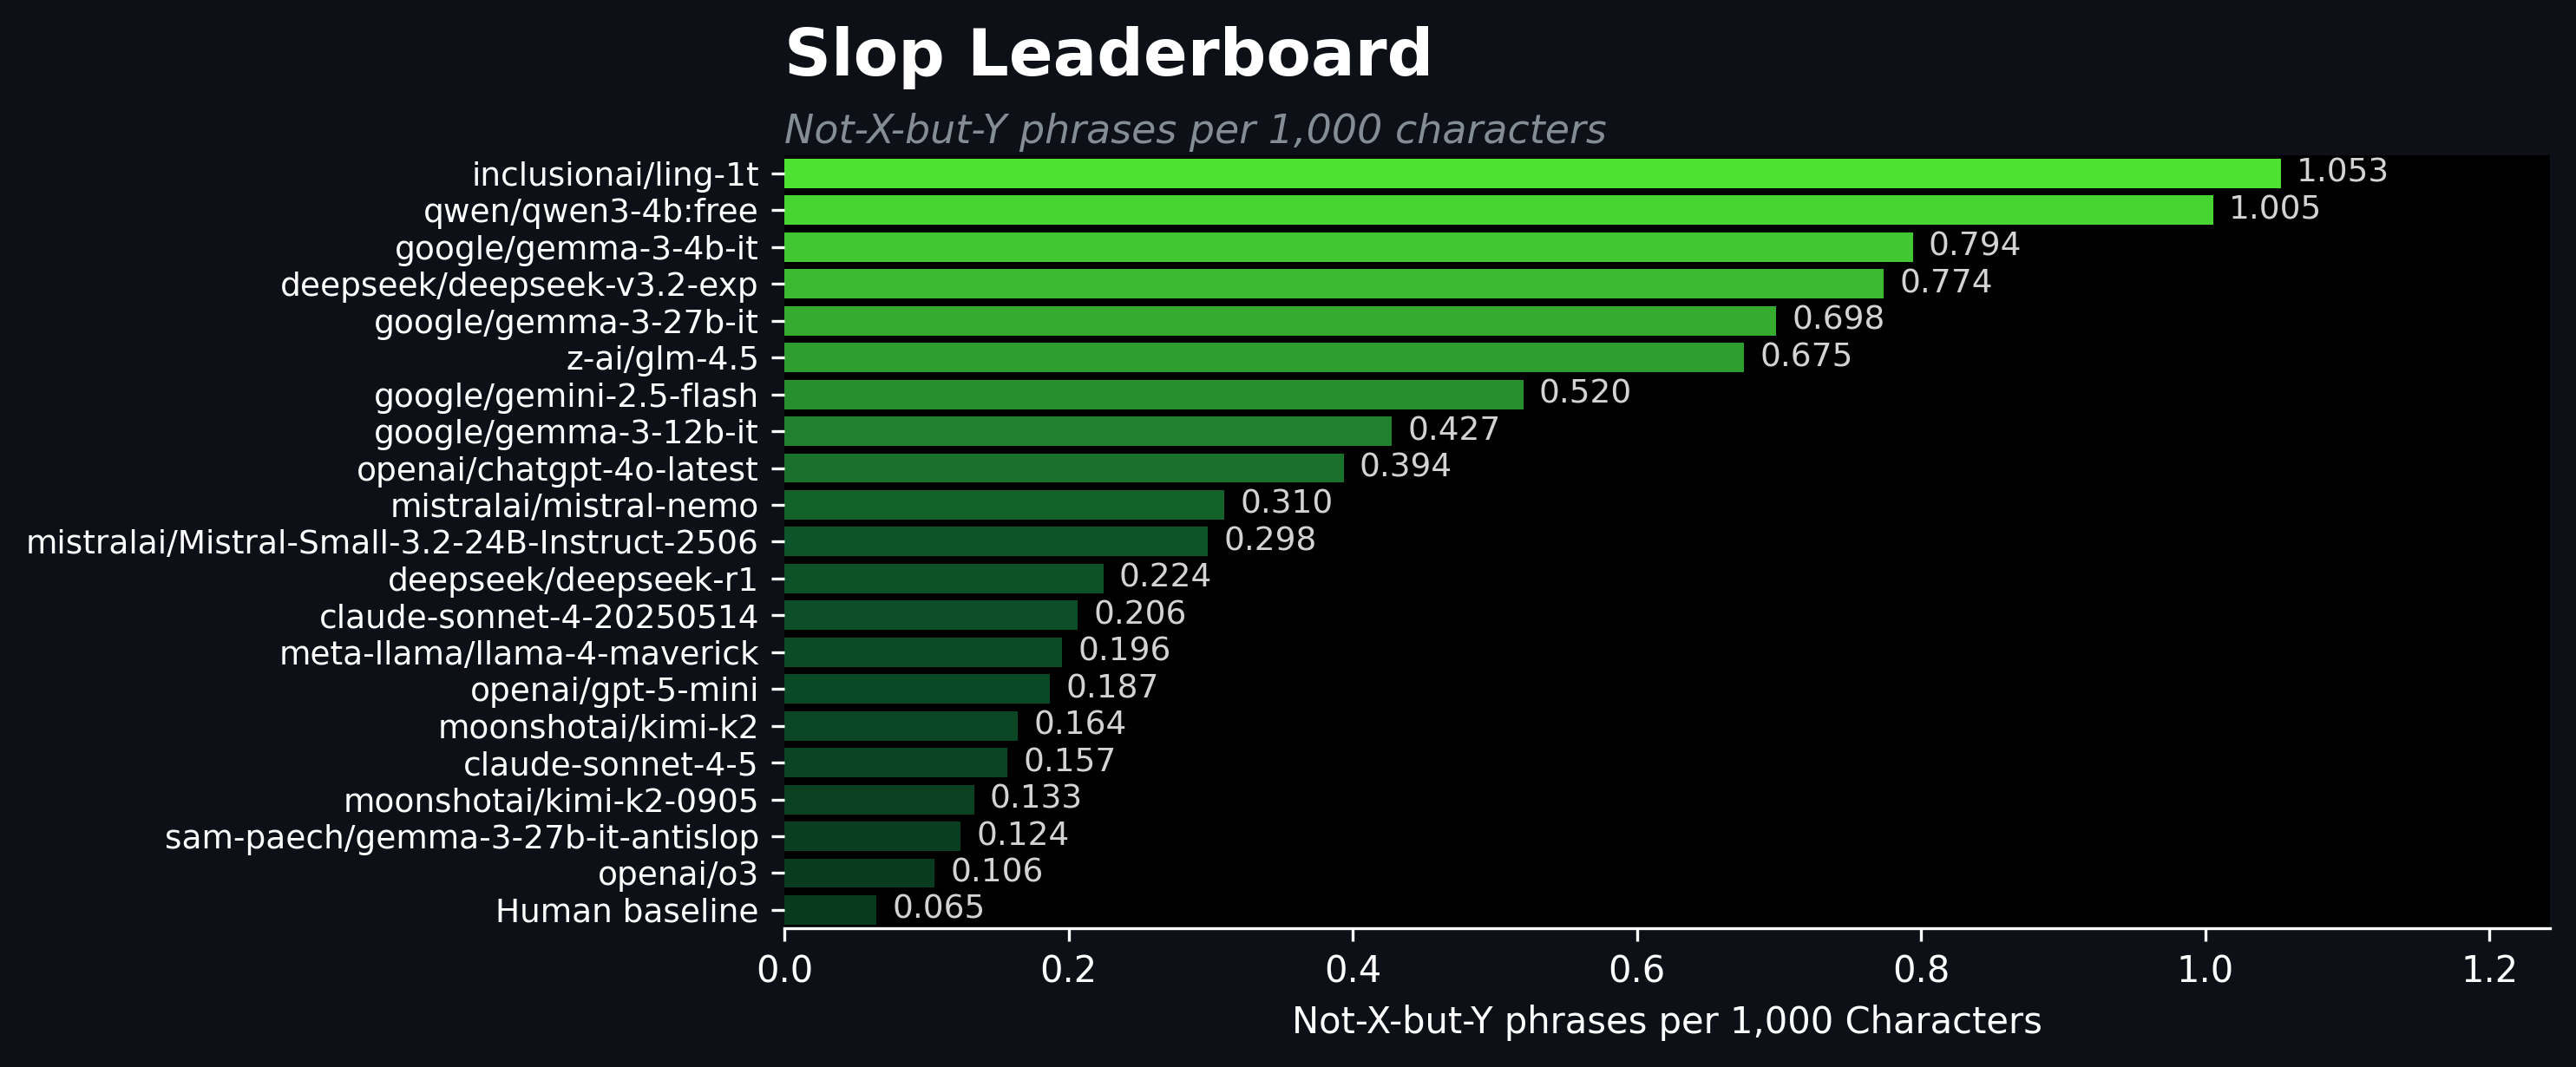 Slop Leaderboard
Not-X-but-Y phrases per 1,000 characters
inclusionai/ling-1t 1.053
qwen/qwen3-4b:free 1.005
google/gemma-3-4b-it 0.794
deepseek/deepseek-v3.2-exp 0.774
google/gemma-3-27b-it 0.698
z-ai/glm-4.5 0.675
google/gemini-2.5-flash 0.520
google/gemma-3-12b-it 0.427
openai/chatgpt-4o-latest 0.394
mistralai/mistral-nemo 0.310
mistralai/Mistral-Small-3.2-24B-Instruct-2506 0.298
deepseek/deepseek-r1 0.224
claude-sonnet-4-20250514 0.206
meta-llama/llama-4-maverick 0.196
openai/gpt-5-mini 0.187
moonshotai/kimi-k2 0.164
claude-sonnet-4-5 0.157
moonshotai/kimi-k2-0905 0.133
sam-paech/gemma-3-27b-it-antislop 0.124
openai/o3 0.106
Human baseline 0.065
0.0 0.2 0.4 0.6 0.8 1.0 1.2
Not-X-but-Y phrases per 1,000 Characters